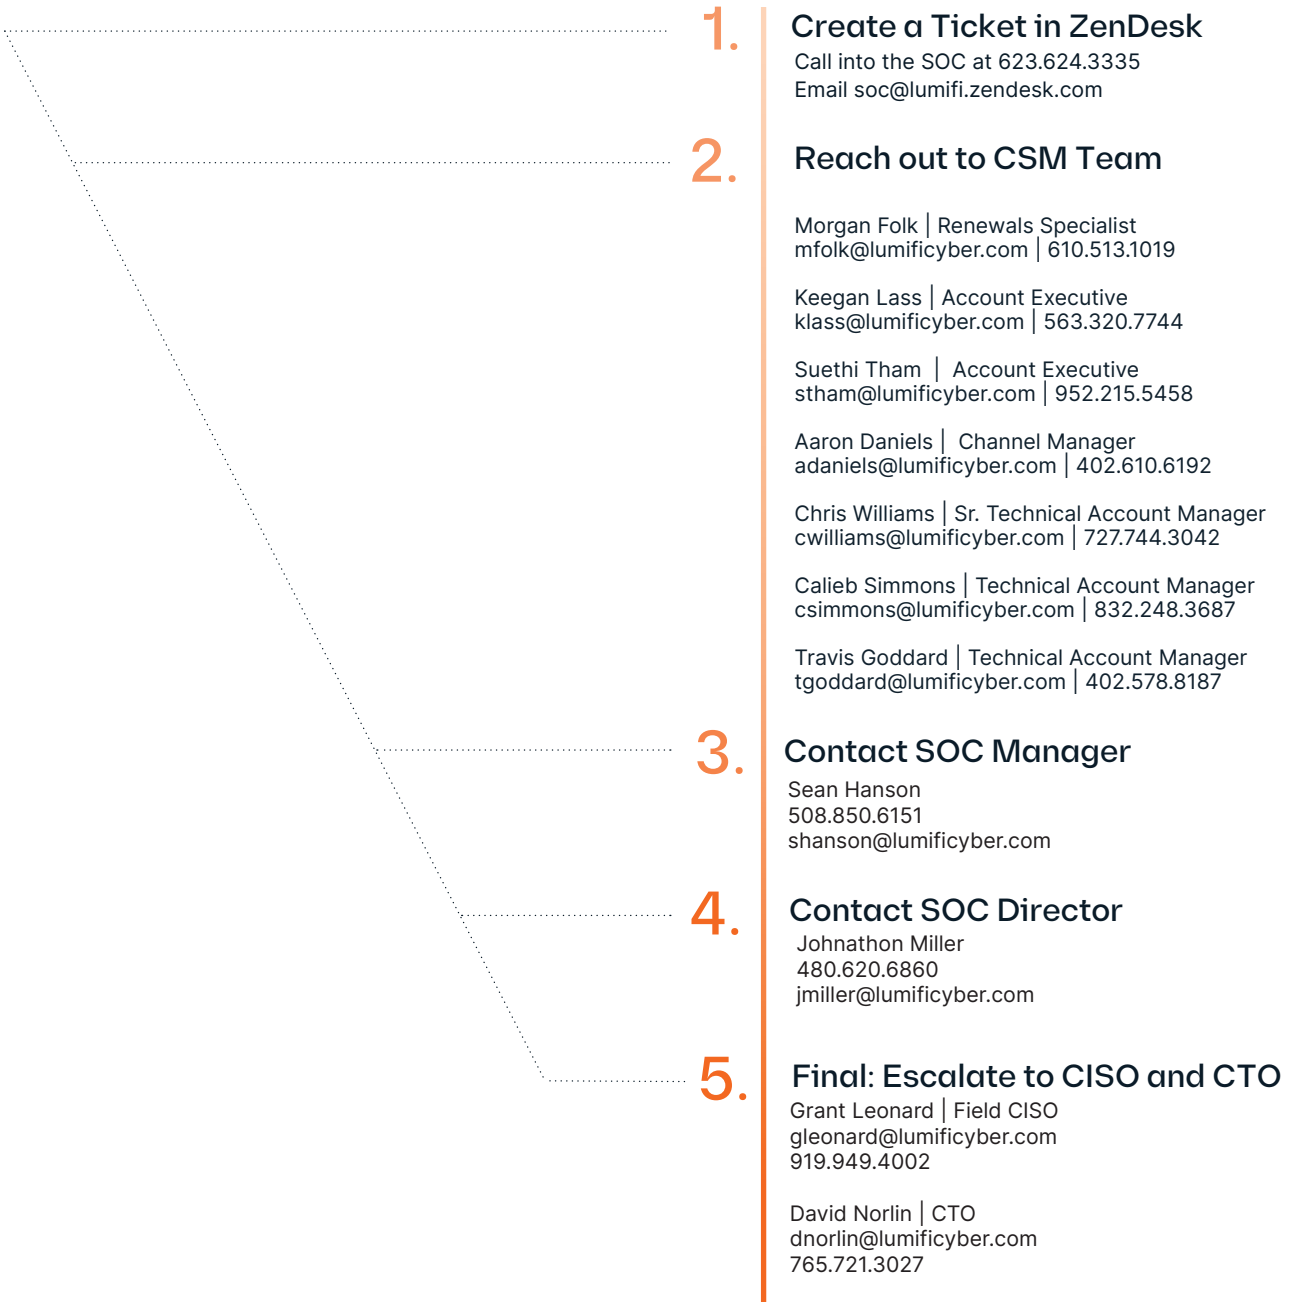 1.
Create a Ticket in ZenDesk
Call into the SOC at 623.624.3335
Email soc@lumifi.zendesk.com
2.
Reach out to CSM Team
Morgan Folk | Renewals Specialist
mfolk@lumificyber.com | 610.513.1019
Keegan Lass | Account Executive
klass@lumificyber.com | 563.320.7744
Suethi Tham | Account Executive
stham@lumificyber.com | 952.215.5458
Aaron Daniels | Channel Manager
adaniels@lumificyber.com | 402.610.6192
Chris Williams | Sr. Technical Account Manager
cwilliams@lumificyber.com | 727.744.3042
Calieb Simmons | Technical Account Manager
csimmons@lumificyber.com | 832.248.3687
Travis Goddard | Technical Account Manager
tgoddard@lumificyber.com | 402.578.8187
3.
Contact SOC Manager
Sean Hanson
508.850.6151
shanson@lumificyber.com
4.
Contact SOC Director
Johnathon Miller
480.620.6860
jmiller@lumificyber.com
5.
Final: Escalate to CISO and CTO
Grant Leonard | Field CISO
gleonard@lumificyber.com
919.949.4002
David Norlin | CTO
dnorlin@lumificyber.com
765.721.3027